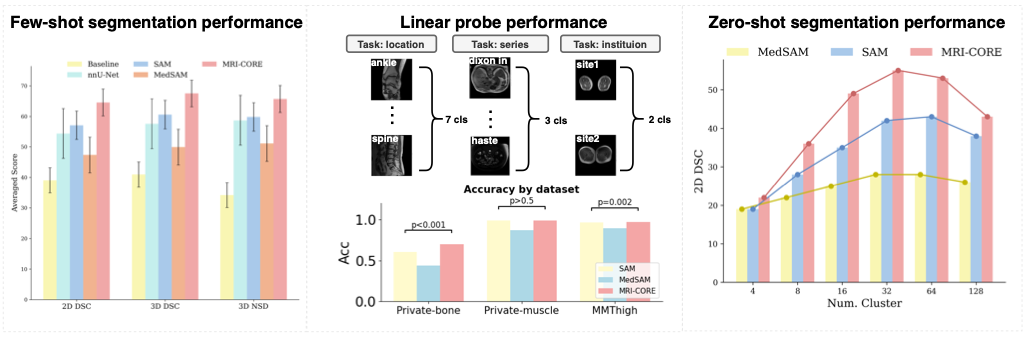 Few-shot segmentation performance
Baseline
SAM
MRI-CORE
nnU-Net
MedSAM
Averaged Score
70
60
50
40
30
20
10
0
2D DSC
3D DSC
3D NSD
Linear probe performance
Task: location
Task: series
Task: instituion
ankle
spine
7 cls
dixon in
haste
3 cls
site1
site2
2 cls
Accuracy by dataset
p<0.001
p>0.5
p=0.002
Acc
1.0
0.5
0.0
SAM
MedSAM
MRI-CORE
Private-bone
Private-muscle
MMThigh
Zero-shot segmentation performance
MedSAM
SAM
MRI-CORE
2D DSC
50
40
30
20
10
0
4
8
16
32
64
128
Num. Cluster